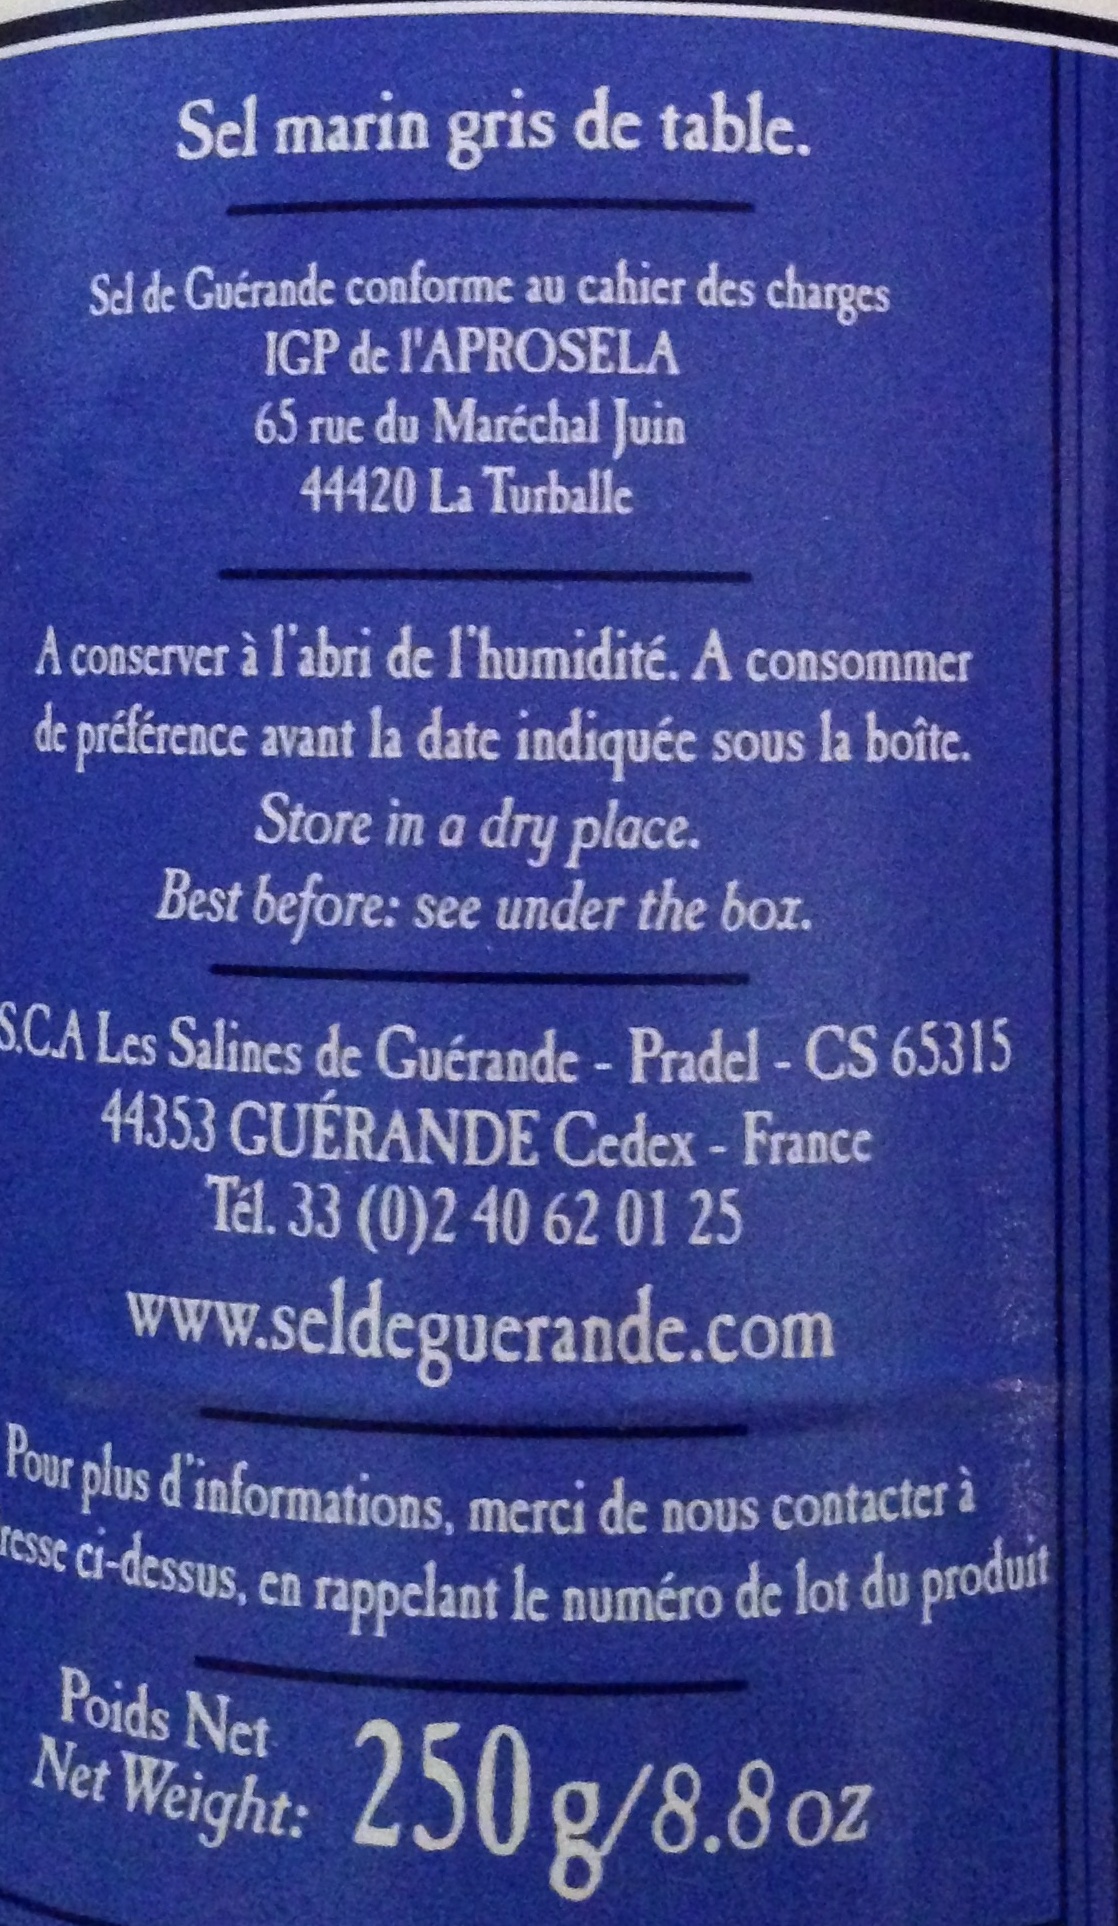 Sel marin gris de table.
Sel de Guérande conforme au cahier des charges
IGP de l'APROSELA
65 rue du Maréchal Juin
44420 La Turballe
A conserver à l'abri de l'humidité. A consommer
de préférence avant la date indiquée sous la boîte.
Store in a dry place.
Best before: see under the box.
S.C.A Les Salines de Guérande - Pradel - CS 65315
44353 GUÉRANDE Cedex - France
Tél. 33 (0)2 40 62 01 25
www.seldeguerande.com
Pour plus d'informations, merci de nous contacter à
resse ci-dessus, en rappelant le numéro de lot du produit
Poids Net
Net Weight: 250g/8.8oz